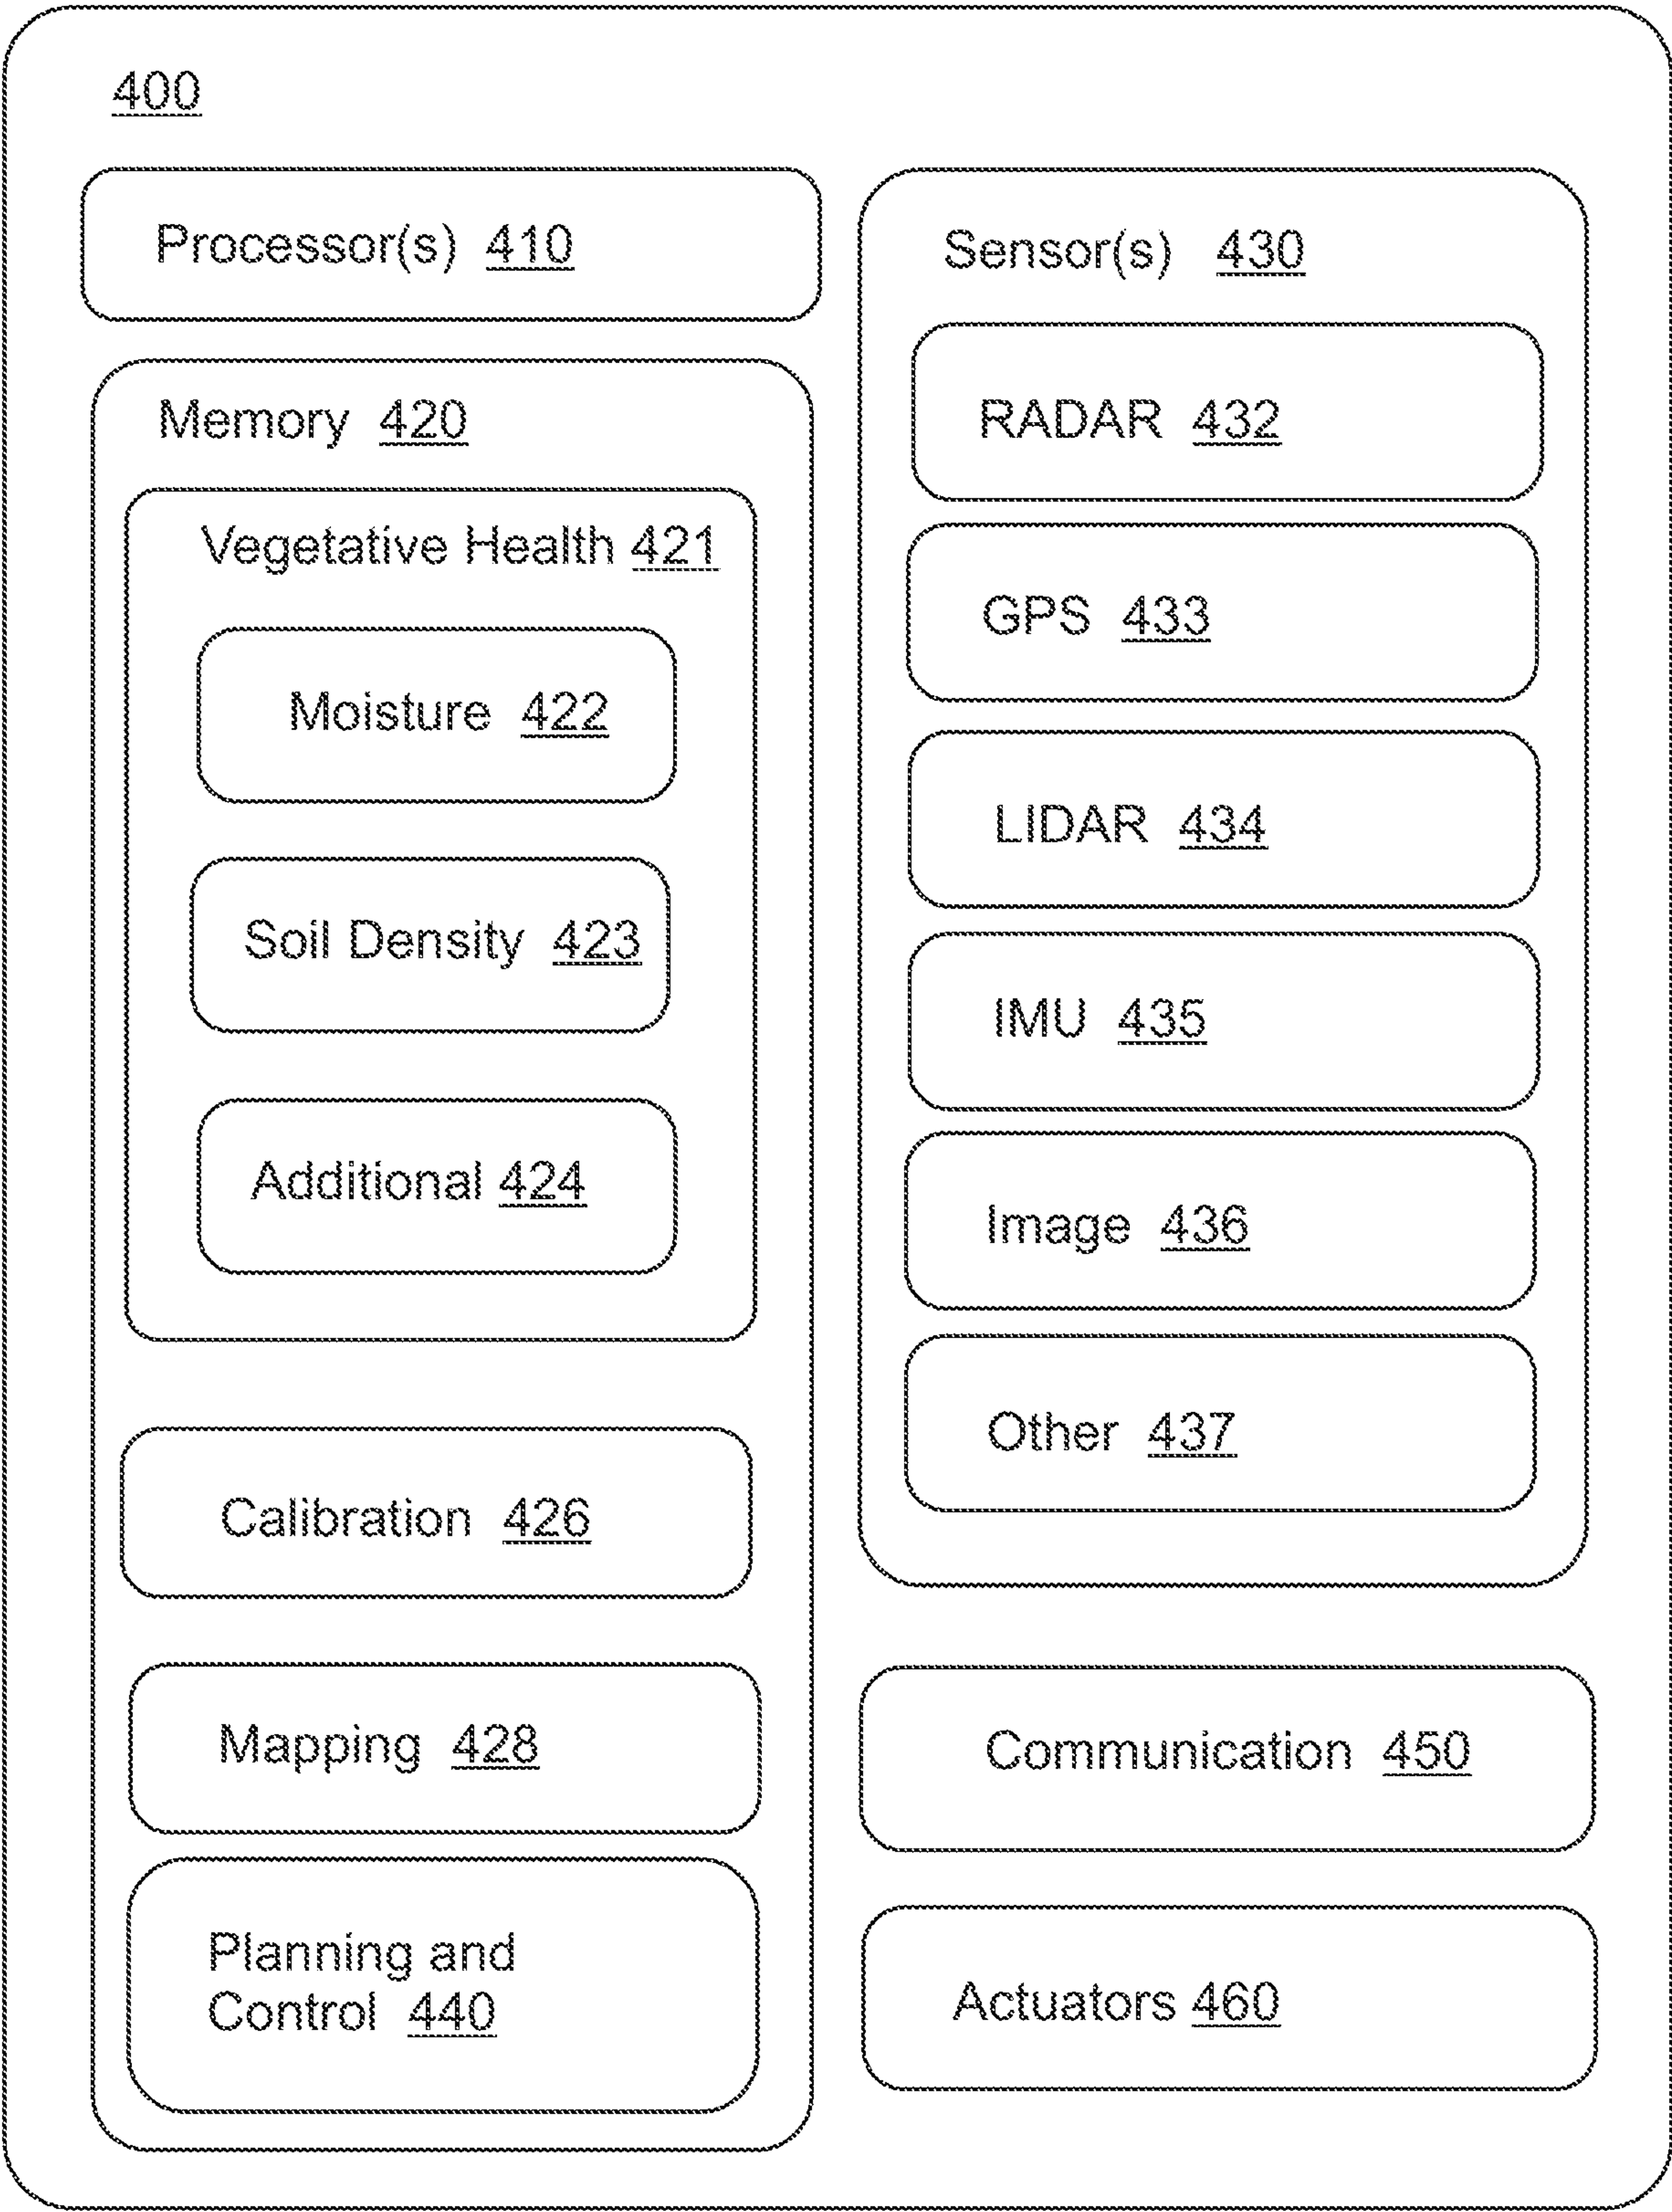 400
Processor(s) 410
Memory 420
Vegetative Health 421
Moisture 422
Soil Density 423
Additional 424
Calibration 426
Mapping 428
Planning and
Control 440
Sensor(s) 430
RADAR 432
GPS 433
LIDAR 434
IMU 435
Image 436
Other 437
Communication 450
Actuators 460